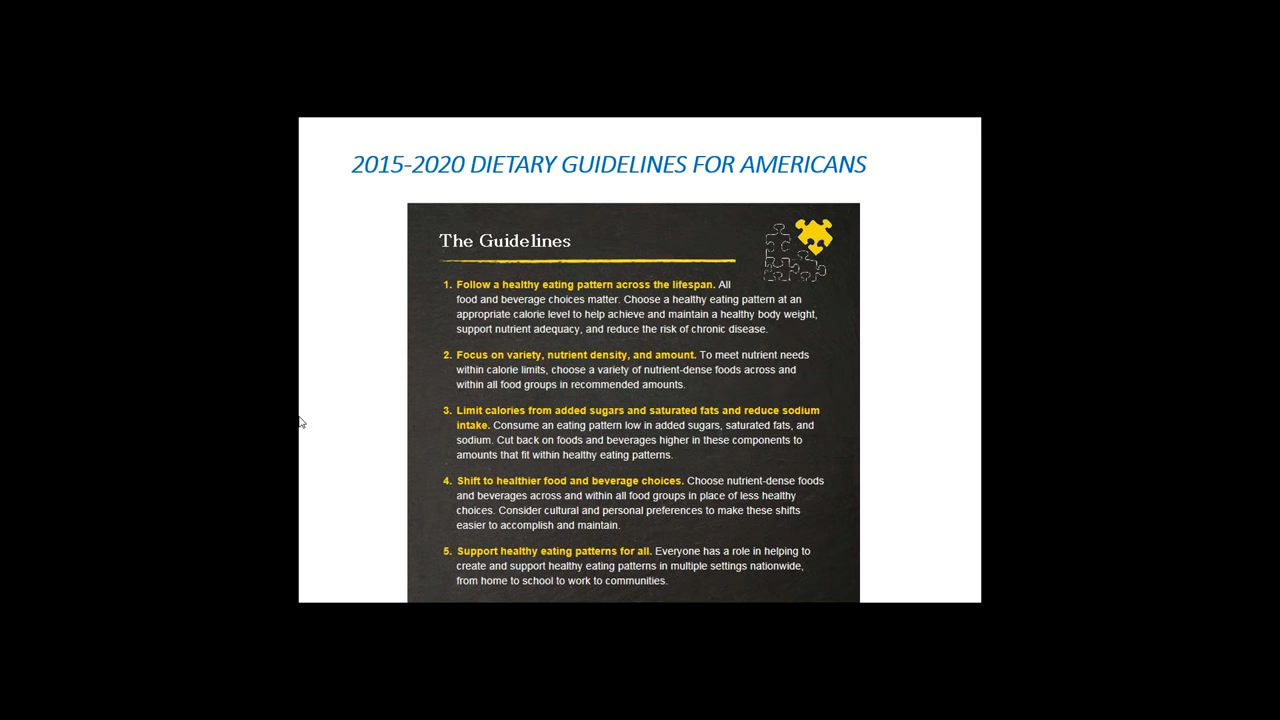 2015-2020 DIETARY GUIDELINES FOR AMERICANS
The Guidelines
1. Follow a healthy eating pattern across the lifespan. All
food and beverage choices matter. Choose a healthy eating pattern at an
appropriate calorie level to help achieve and maintain a healthy body weight,
support nutrient adequacy, and reduce the risk of chronic disease.
2. Focus on variety, nutrient density, and amount. To meet nutrient needs
within calorie limits, choose a variety of nutrient-dense foods across and
within all food groups in recommended amounts.
3. Limit calories from added sugars and saturated fats and reduce sodium
intake. Consume an eating pattern low in added sugars, saturated fats, and
sodium. Cut back on foods and beverages higher in these components to
amounts that fit within healthy eating patterns.
4. Shift to healthier food and beverage choices. Choose nutrient-dense foods
and beverages across and within all food groups in place of less healthy
choices. Consider cultural and personal preferences to make these shifts
easier to accomplish and maintain.
5. Support healthy eating patterns for all. Everyone has a role in helping to
create and support healthy eating patterns in multiple settings nationwide,
from home to school to work to communities.